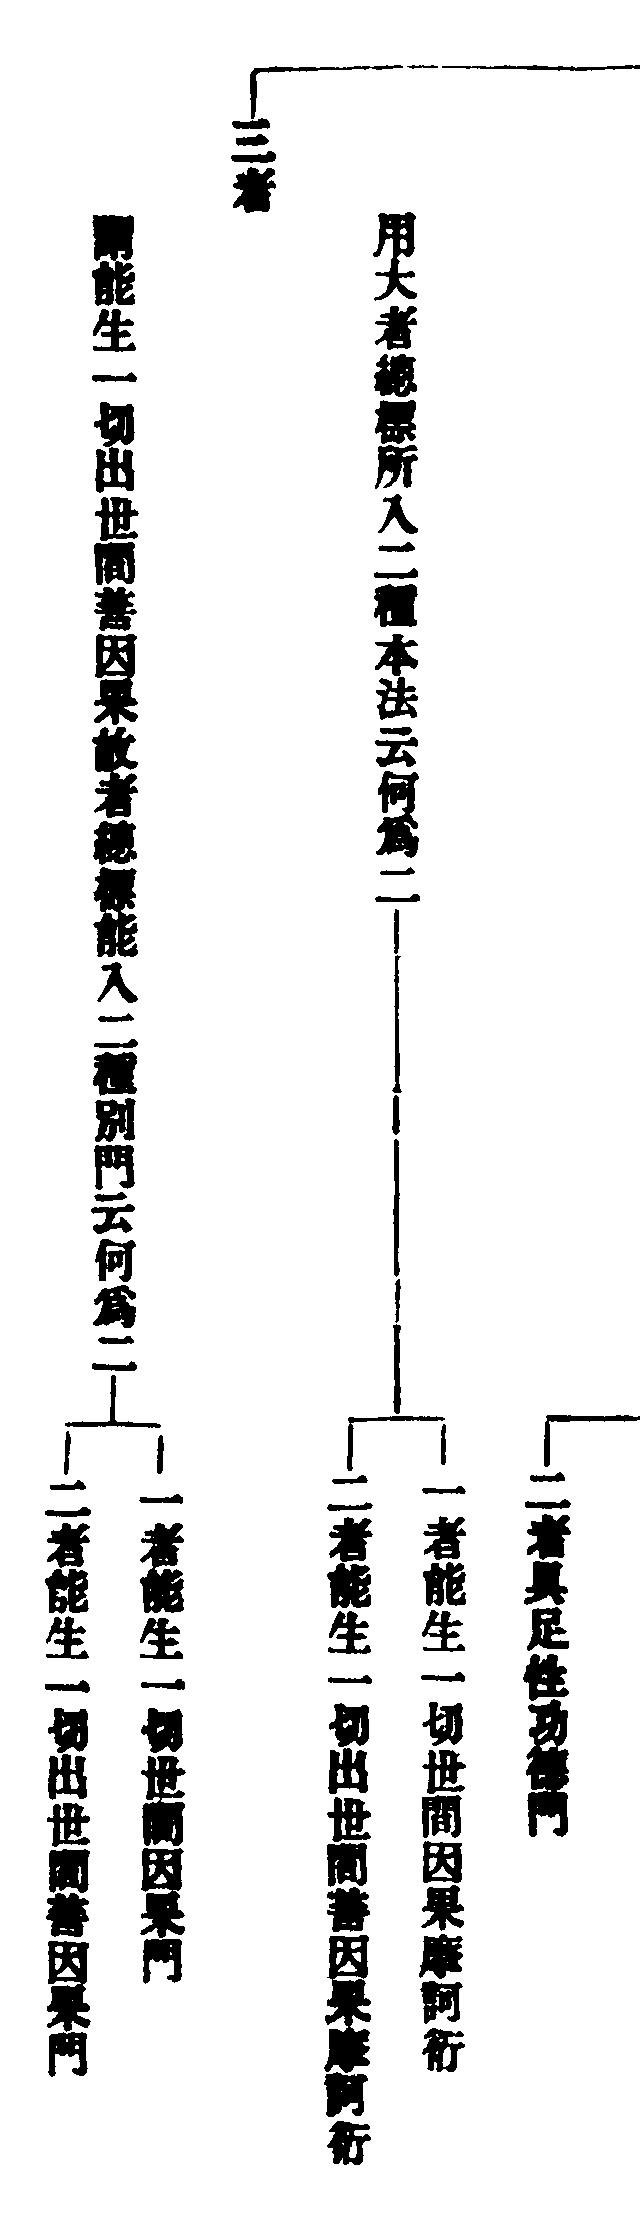 二者具足性功德門
三者
用大者總標所入二種本法云何爲二
一者能生一切世間因果摩訶衍
二者能生一切出世間善因果摩訶衍
能生一切出世間善因果故者總標能入二種別門云何爲二
一者能生一切世間因果門
二者能生一切出世間善因果門